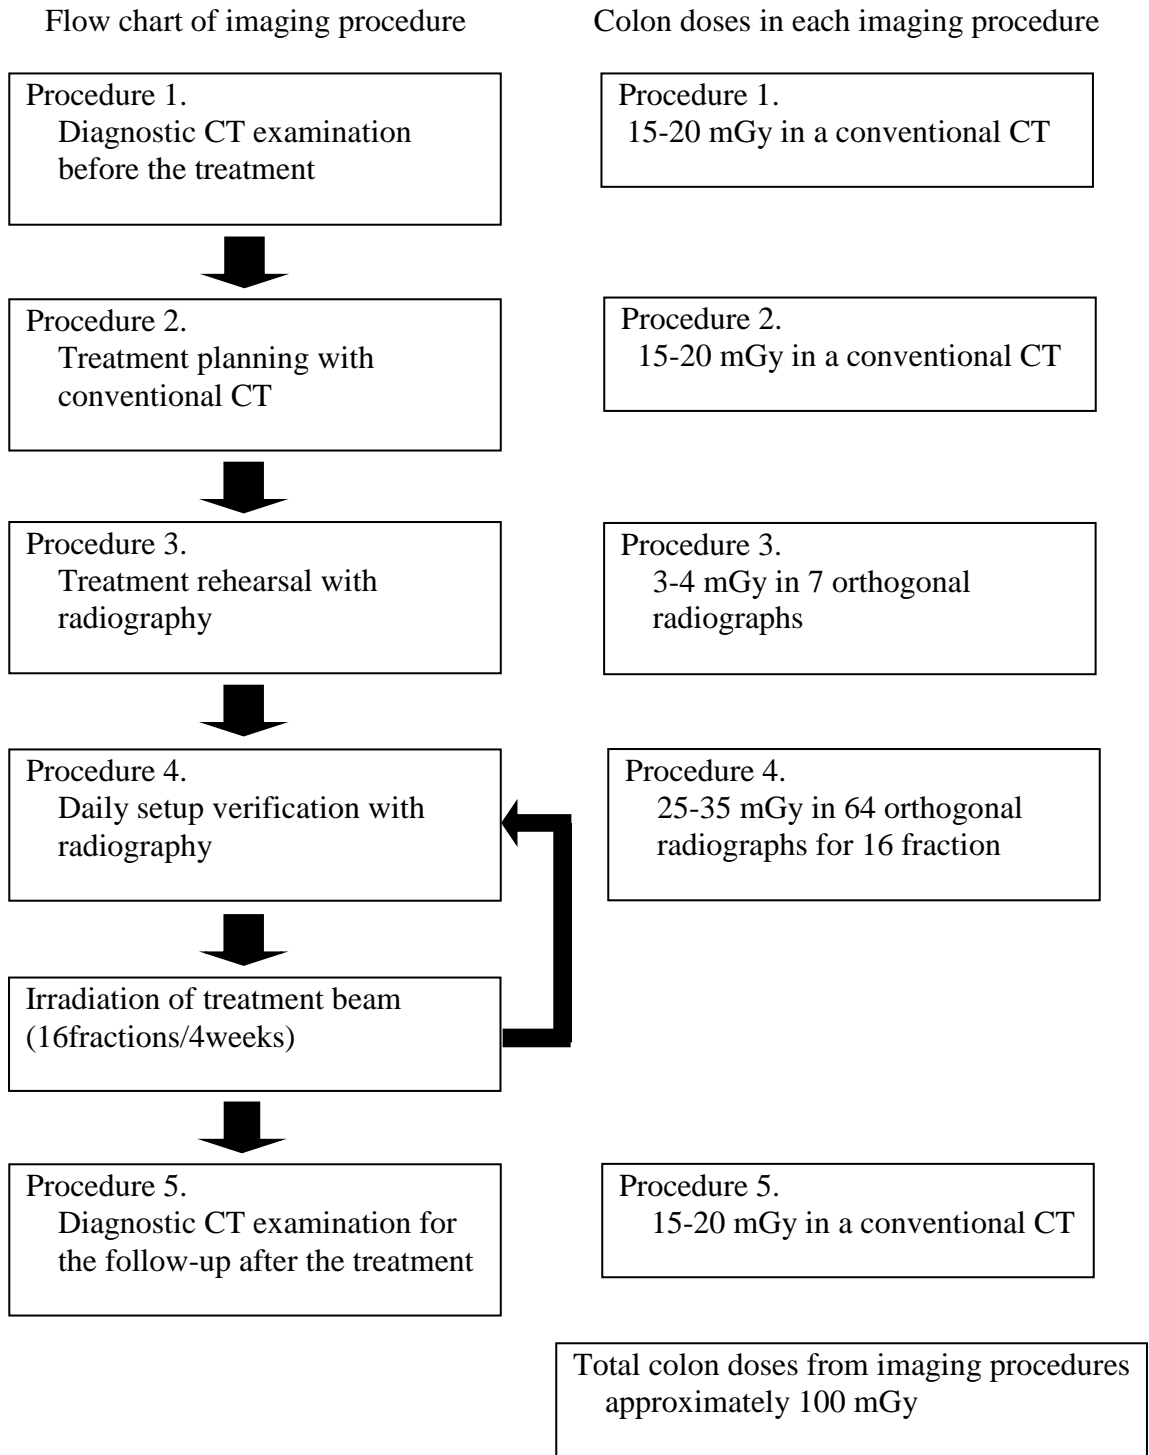 Flow chart of imaging procedure
Colon doses in each imaging procedure
Procedure 1.
Diagnostic CT examination
before the treatment
Procedure 1.
15-20 mGy in a conventional CT
Procedure 2.
Treatment planning with
conventional CT
Procedure 2.
15-20 mGy in a conventional CT
Procedure 3.
Treatment rehearsal with
radiography
Procedure 3.
3-4 mGy in 7 orthogonal
radiographs
Procedure 4.
Daily setup verification with
radiography
Procedure 4.
25-35 mGy in 64 orthogonal
radiographs for 16 fraction
Irradiation of treatment beam
(16fractions/4weeks)
Procedure 5.
Diagnostic CT examination for
the follow-up after the treatment
Procedure 5.
15-20 mGy in a conventional CT
Total colon doses from imaging procedures
approximately 100 mGy